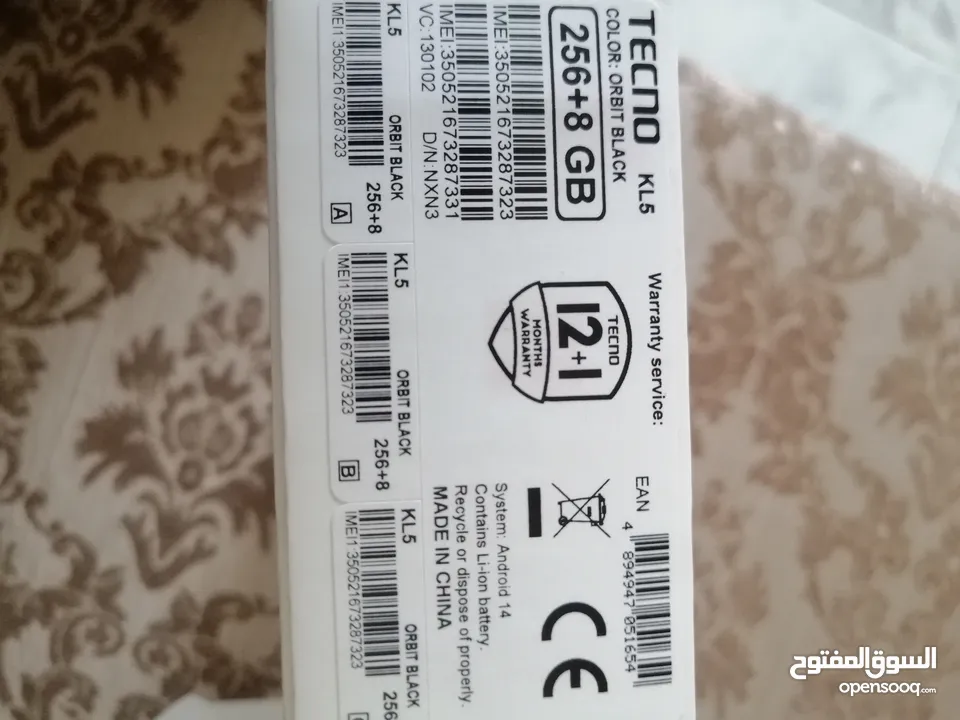 TECNO KL5
COLOR: ORBIT BLACK
256+8 GB
IMEI:350521673287323
IMEI:350521673287331
VC:130102 D/N:NXN3
Warranty service:
TECNO
12+1
MONTHS
WARRANTY
EAN
4 894947 051654
System: Android 14
Contains Li-ion battery.
Recycle or dispose of properly.
MADE IN CHINA
CE
KL5 ORBIT BLACK 256+8
IMEI1:350521673287323 A
KL5 ORBIT BLACK 256+8
IMEI1:350521673287323 B
KL5 ORBIT BLACK
IMEI1:350521673287323
السوق المفتوح
opensooq.com